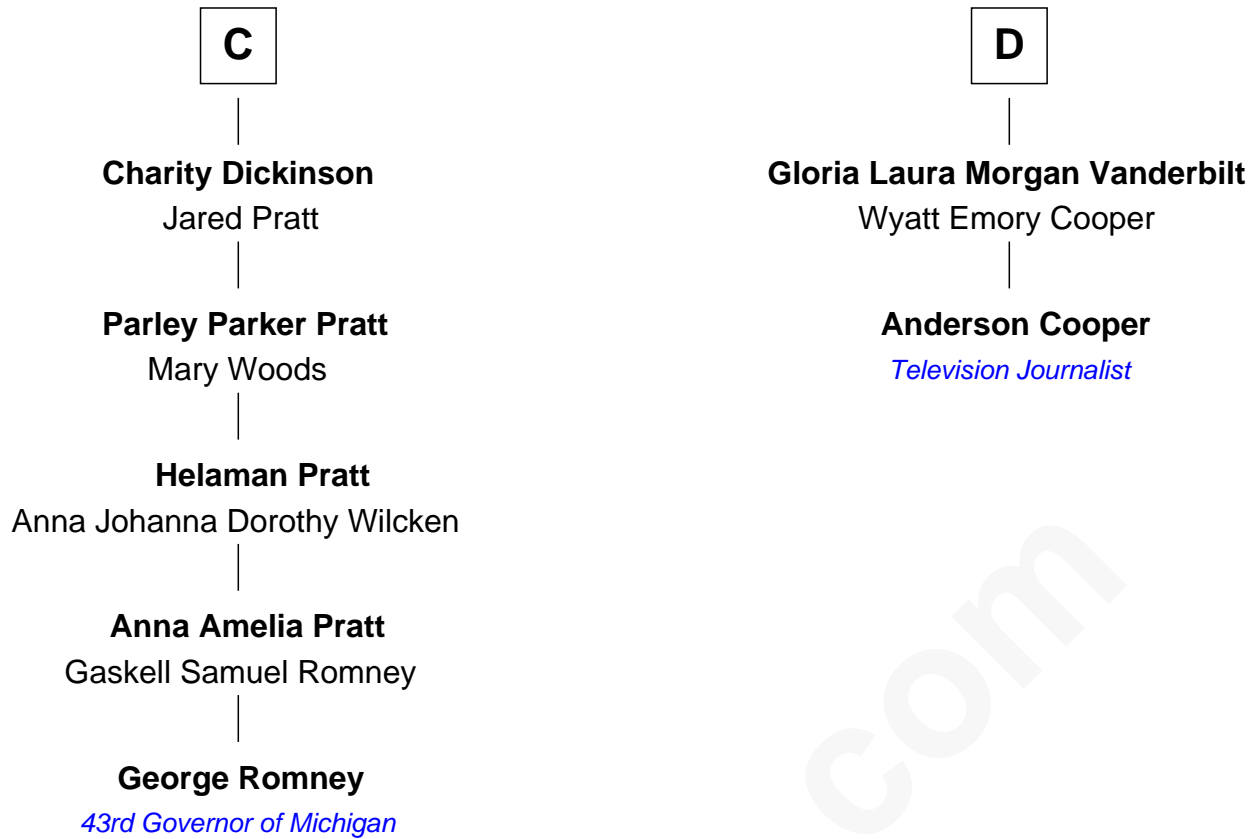 C
Charity Dickinson
Jared Pratt
Parley Parker Pratt
Mary Woods
Helaman Pratt
Anna Johanna Dorothy Wilcken
Anna Amelia Pratt
Gaskell Samuel Romney
George Romney
43rd Governor of Michigan
D
Gloria Laura Morgan Vanderbilt
Wyatt Emory Cooper
Anderson Cooper
Television Journalist
com